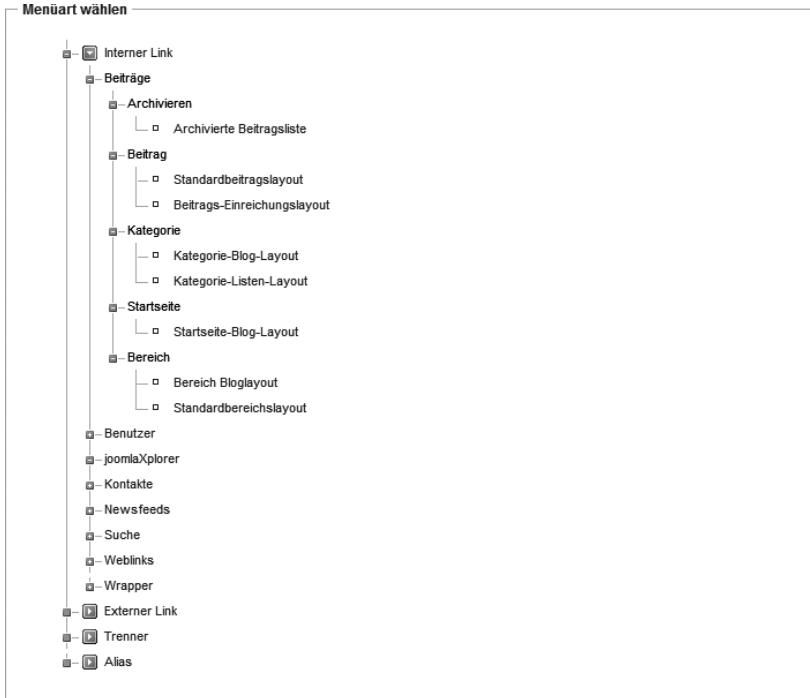 Menüart wählen
Interner Link
Beiträge
Archivieren
Archivierte Beitragsliste
Beitrag
Standardbeitragslayout
Beitrags-Einreichungslayout
Kategorie
Kategorie-Blog-Layout
Kategorie-Listen-Layout
Startseite
Startseite-Blog-Layout
Bereich
Bereich Bloglayout
Standardbereichslayout
Benutzer
joomlaXplorer
Kontakte
Newsfeeds
Suche
Weblinks
Wrapper
Externer Link
Trenner
Alias